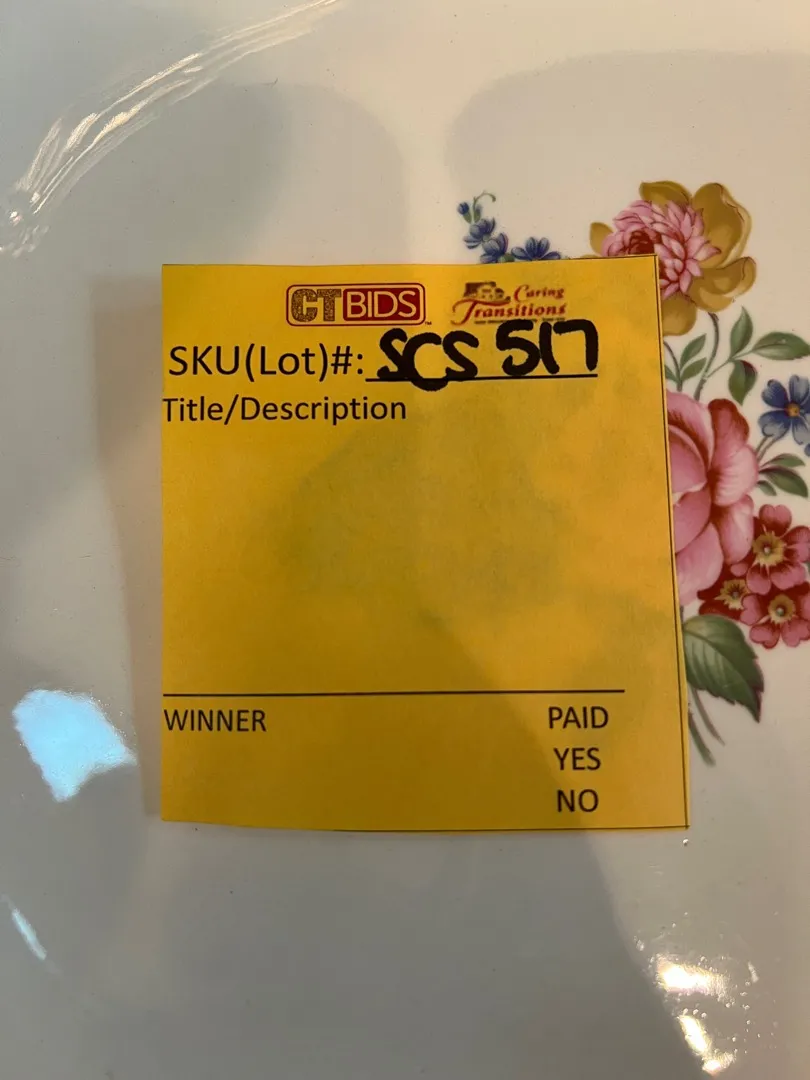 CTBIDS Caring Transitions
SKU(Lot)#: SCS 517
Title/Description
WINNER PAID
YES
NO